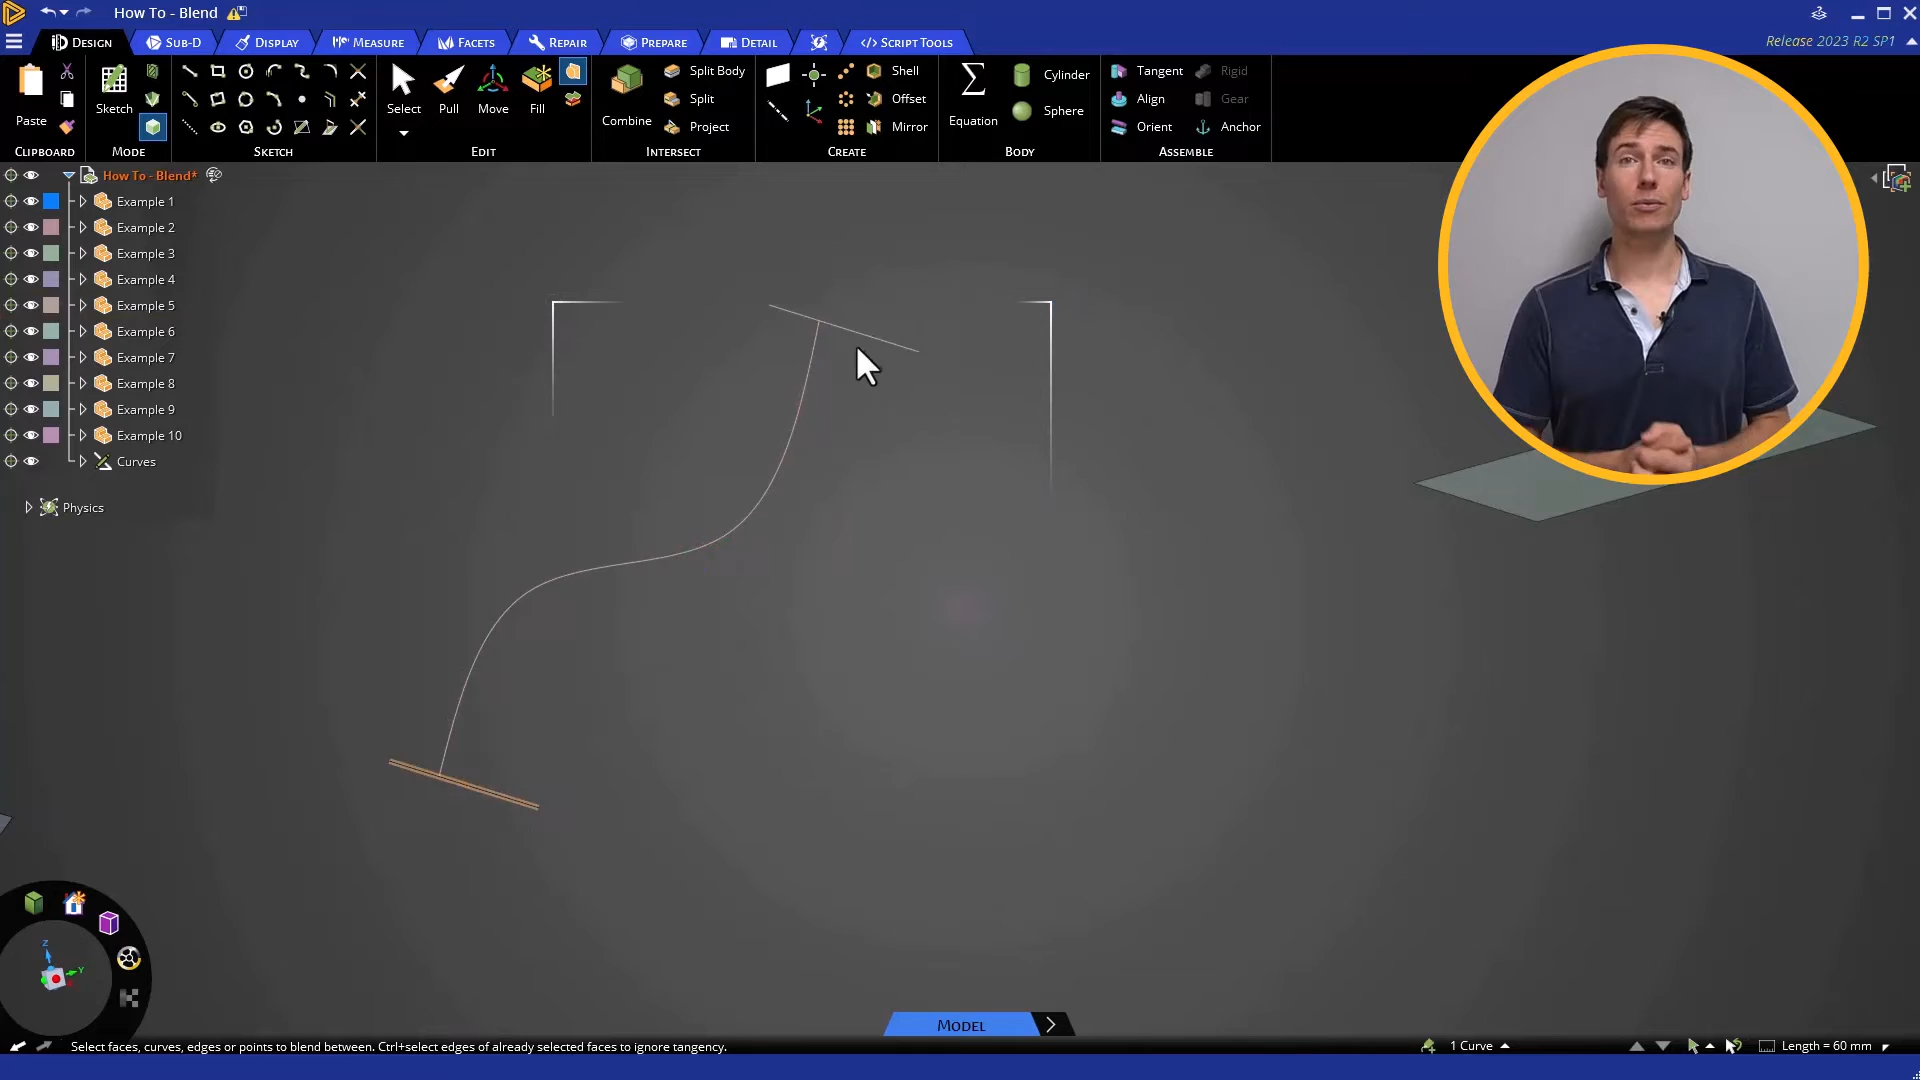 How To - Blend
Design
Sub-D
Display
Measure
Facets
Repair
Prepare
Detail
Script Tools
Release 2023 R2 SP1
Paste
Clipboard
Sketch
Mode
Sketch
Select
Pull
Move
Fill
Edit
Combine
Split Body
Split
Project
Intersect
Shell
Offset
Mirror
Create
Equation
Cylinder
Sphere
Body
Tangent
Align
Orient
Rigid
Gear
Anchor
Assemble
How To - Blend*
Example 1
Example 2
Example 3
Example 4
Example 5
Example 6
Example 7
Example 8
Example 9
Example 10
Curves
Physics
Z
Y
Model
Select faces, curves, edges or points to blend between. Ctrl+select edges of already selected faces to ignore tangency.
1 Curve
Length = 60 mm